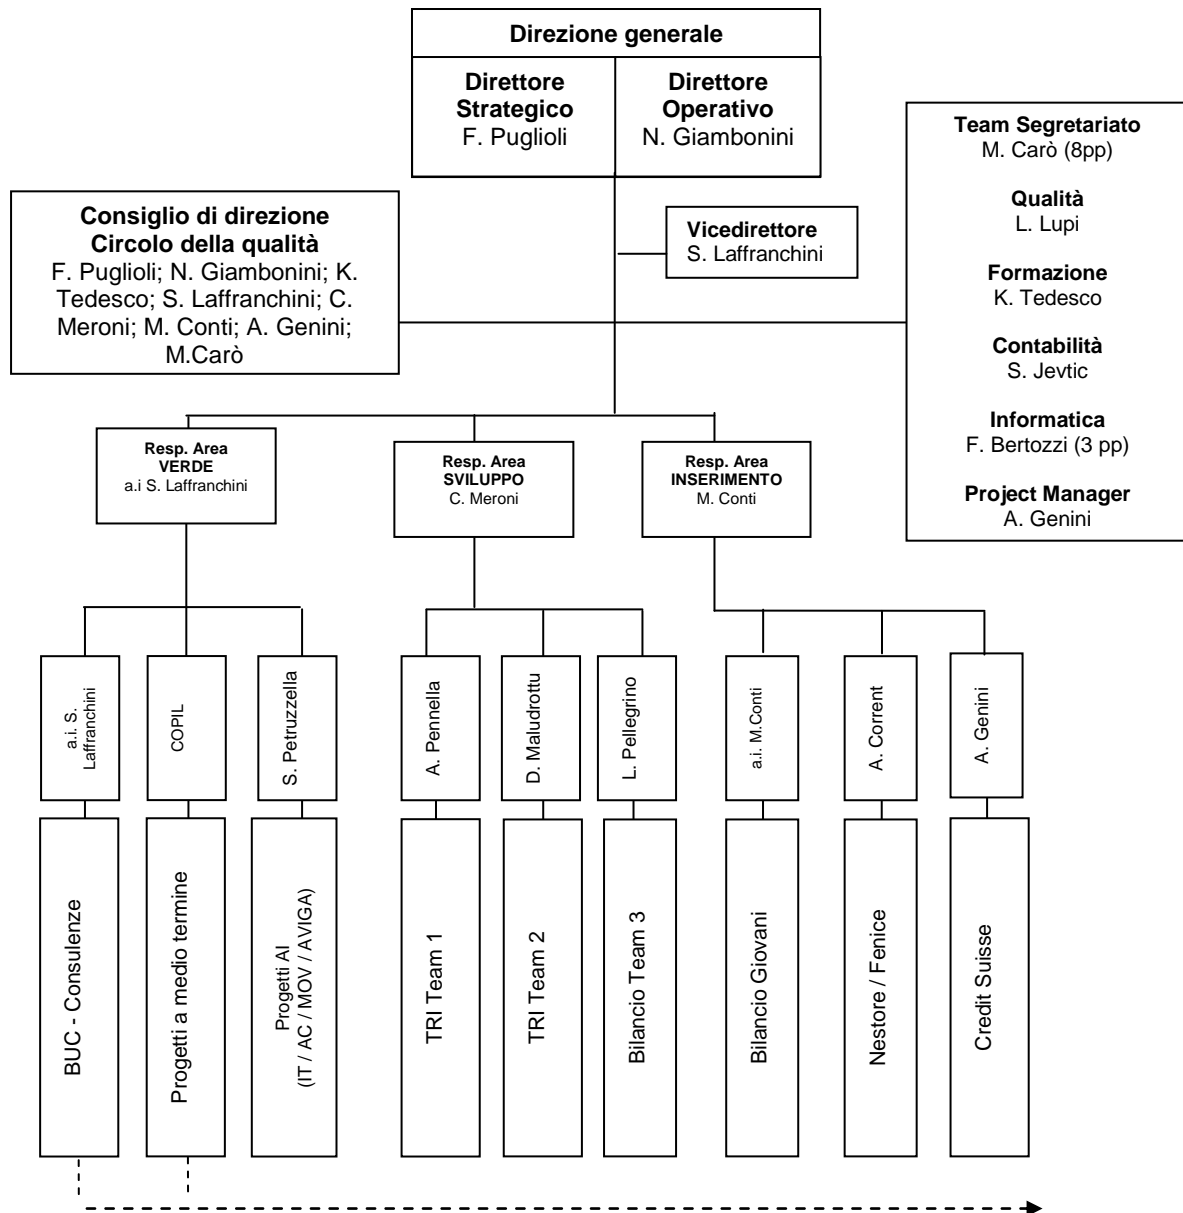 Direzione generale
Direttore
Strategico
F. Puglioli
Direttore
Operativo
N. Giambonini
Team Segretariato
M. Carò (8pp)
Qualità
L. Lupi
Formazione
K. Tedesco
Contabilità
S. Jevtic
Informatica
F. Bertozzi (3 pp)
Project Manager
A. Genini
Consiglio di direzione
Circolo della qualità
F. Puglioli; N. Giambonini; K.
Tedesco; S. Laffranchini; C.
Meroni; M. Conti; A. Genini;
M.Carò
Vicedirettore
S. Laffranchini
Resp. Area
VERDE
a.i S. Laffranchini
Resp. Area
SVILUPPO
C. Meroni
Resp. Area
INSERIMENTO
M. Conti
a.i. S.
Laffranchini
COPIL
S. Petruzzella
A. Pennella
D. Maludrottu
L. Pellegrino
a.i. M.Conti
A. Corrent
A. Genini
BUC - Consulenze
Progetti a medio termine
Progetti AI
(IT / AC / MOV / AVIGA)
TRI Team 1
TRI Team 2
Bilancio Team 3
Bilancio Giovani
Nestore / Fenice
Credit Suisse